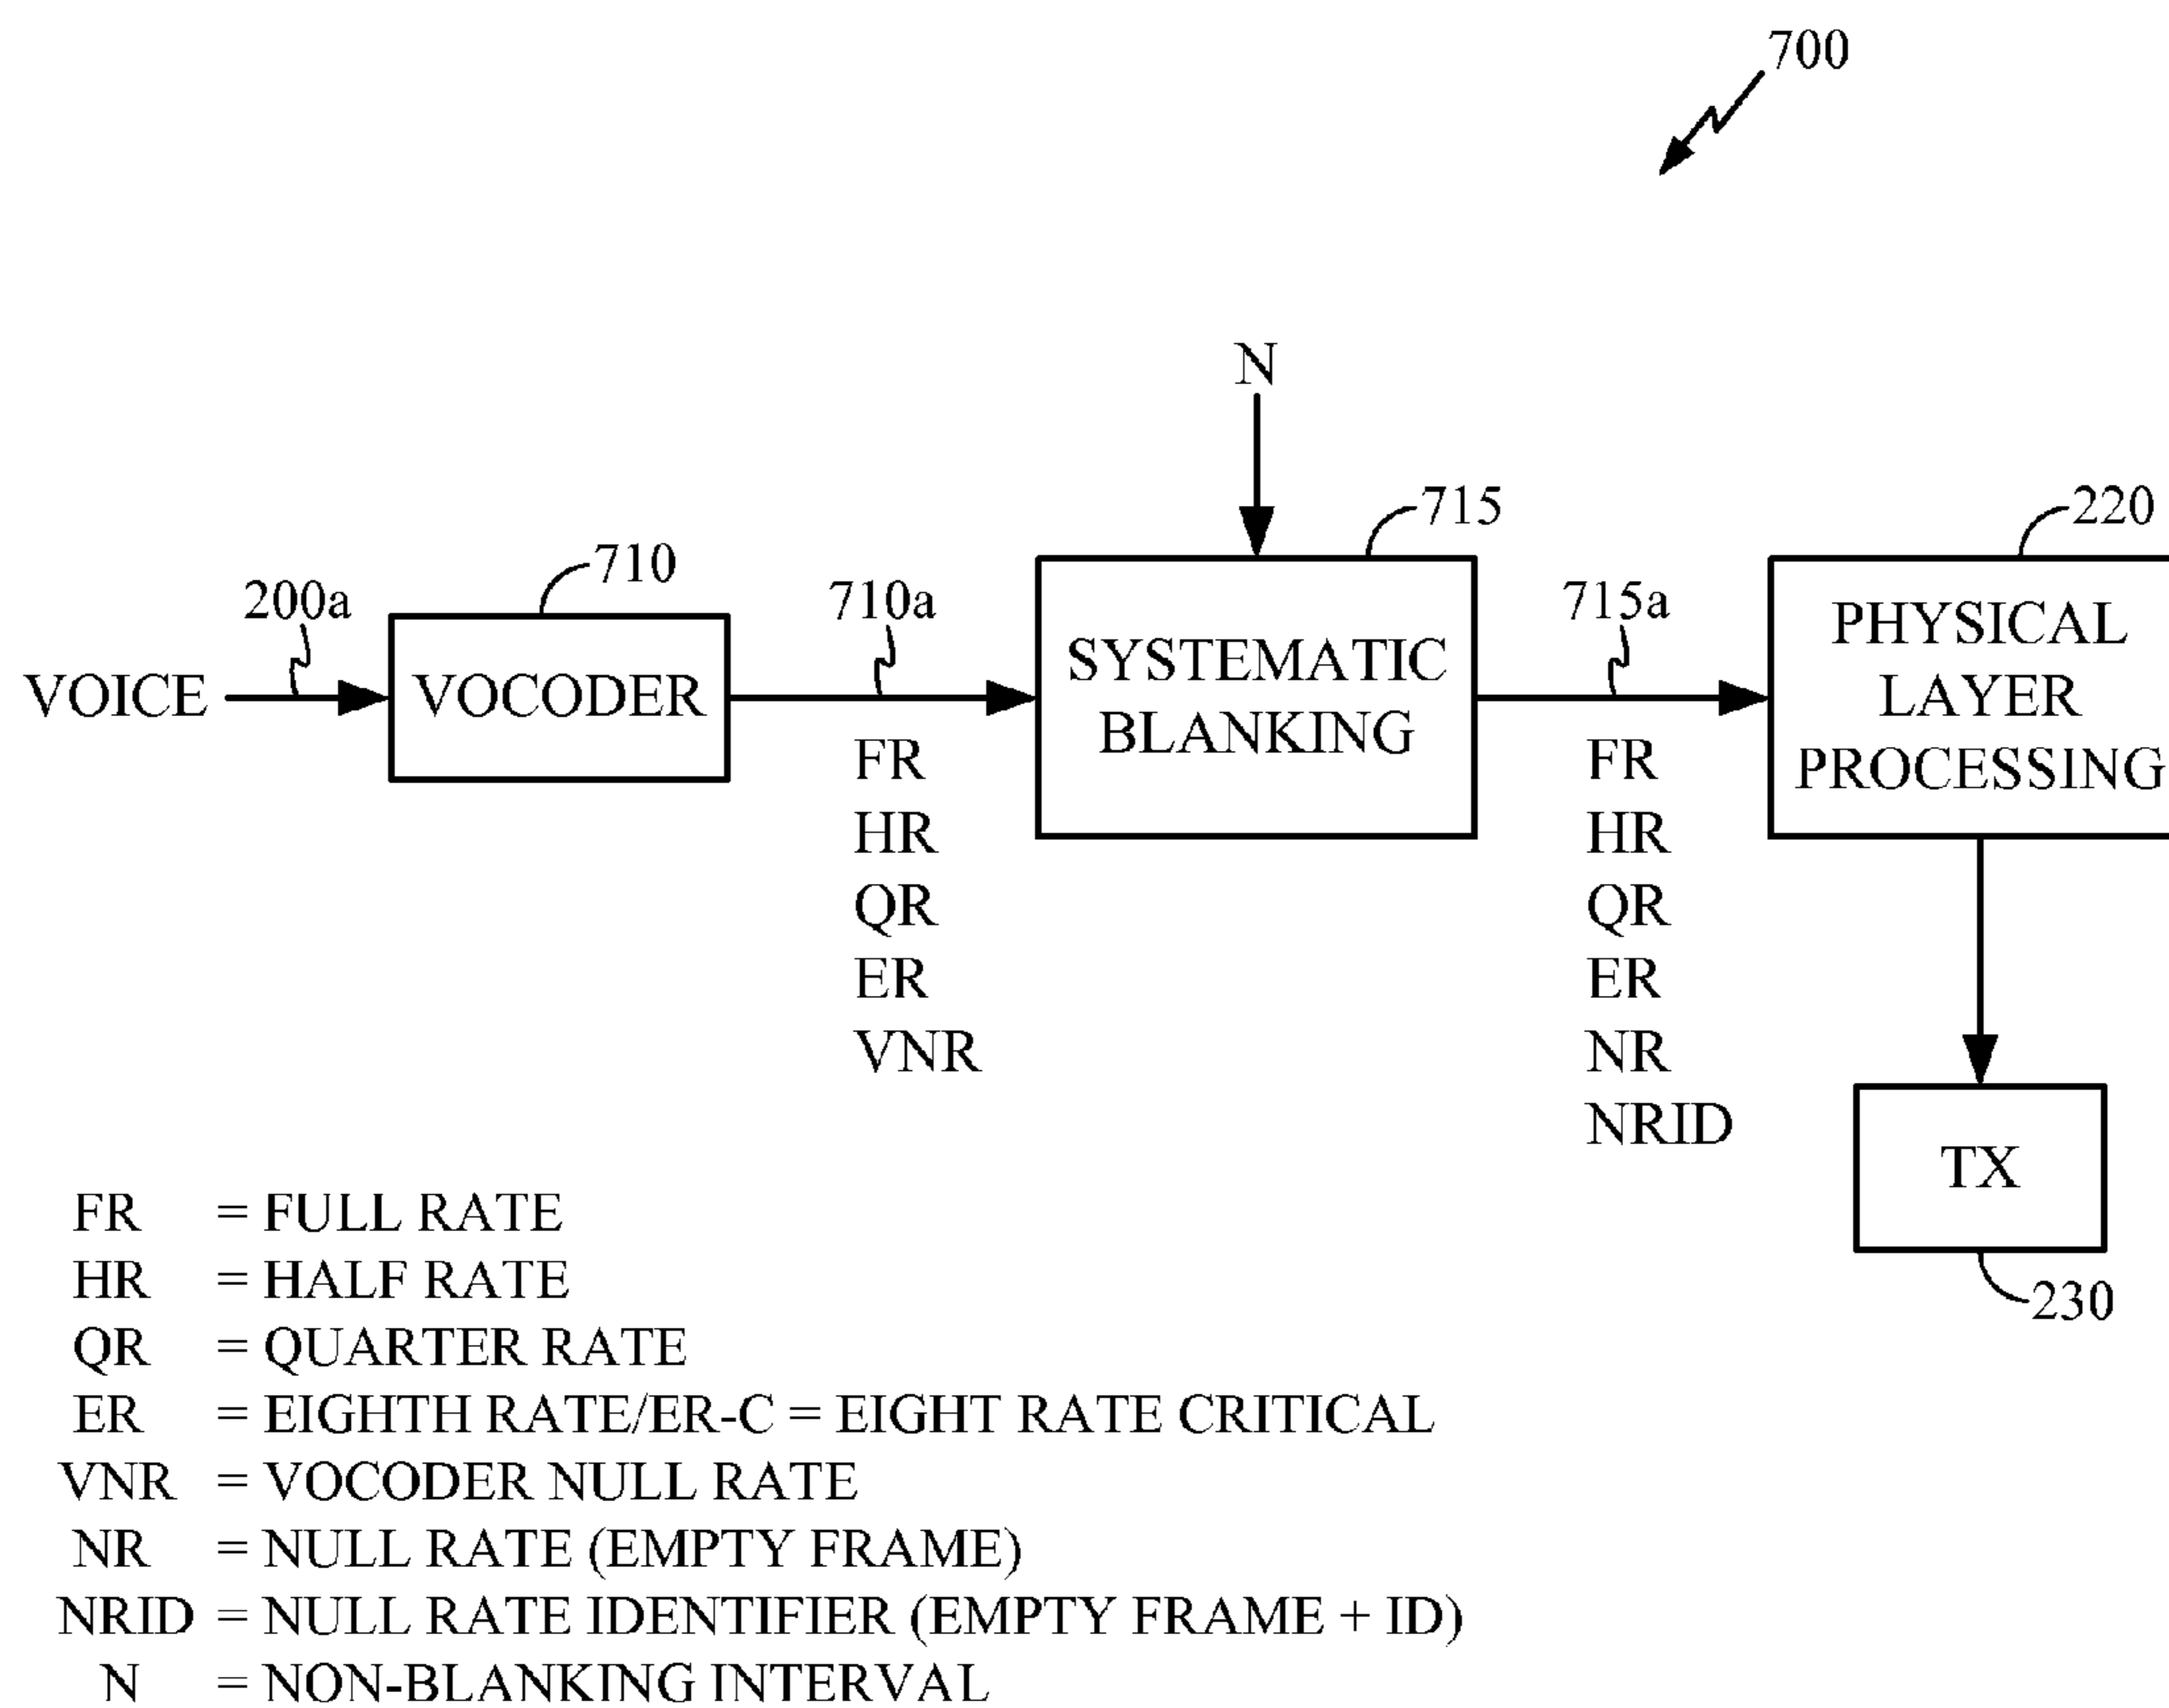 700
N
715
220
710
200a
710a
715a
VOICE
VOCODER
SYSTEMATIC
BLANKING
PHYSICAL
LAYER
PROCESSING
FR
HR
QR
ER
VNR
FR
HR
QR
ER
NR
NRID
TX
230
FR = FULL RATE
HR = HALF RATE
QR = QUARTER RATE
ER = EIGHTH RATE/ER-C = EIGHT RATE CRITICAL
VNR = VOCODER NULL RATE
NR = NULL RATE (EMPTY FRAME)
NRID = NULL RATE IDENTIFIER (EMPTY FRAME + ID)
N = NON-BLANKING INTERVAL